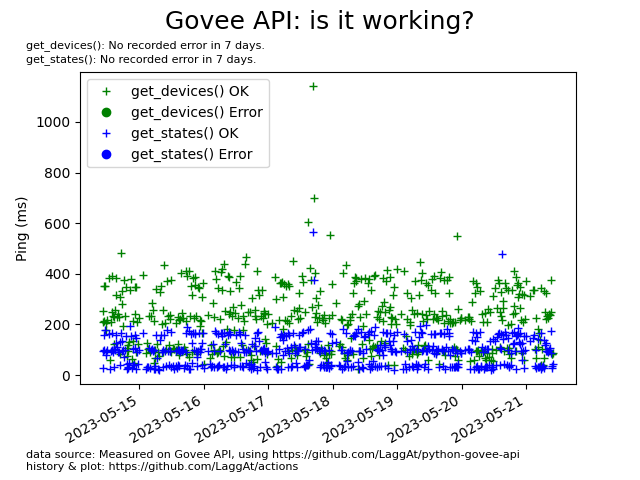 Govee API: is it working?
get_devices(): No recorded error in 7 days.
get_states(): No recorded error in 7 days.
get_devices() OK
get_devices() Error
get_states() OK
get_states() Error
Ping (ms)
1000
800
600
400
200
0
2023-05-15
2023-05-16
2023-05-17
2023-05-18
2023-05-19
2023-05-20
2023-05-21
data source: Measured on Govee API, using https://github.com/LaggAt/python-govee-api
history & plot: https://github.com/LaggAt/actions